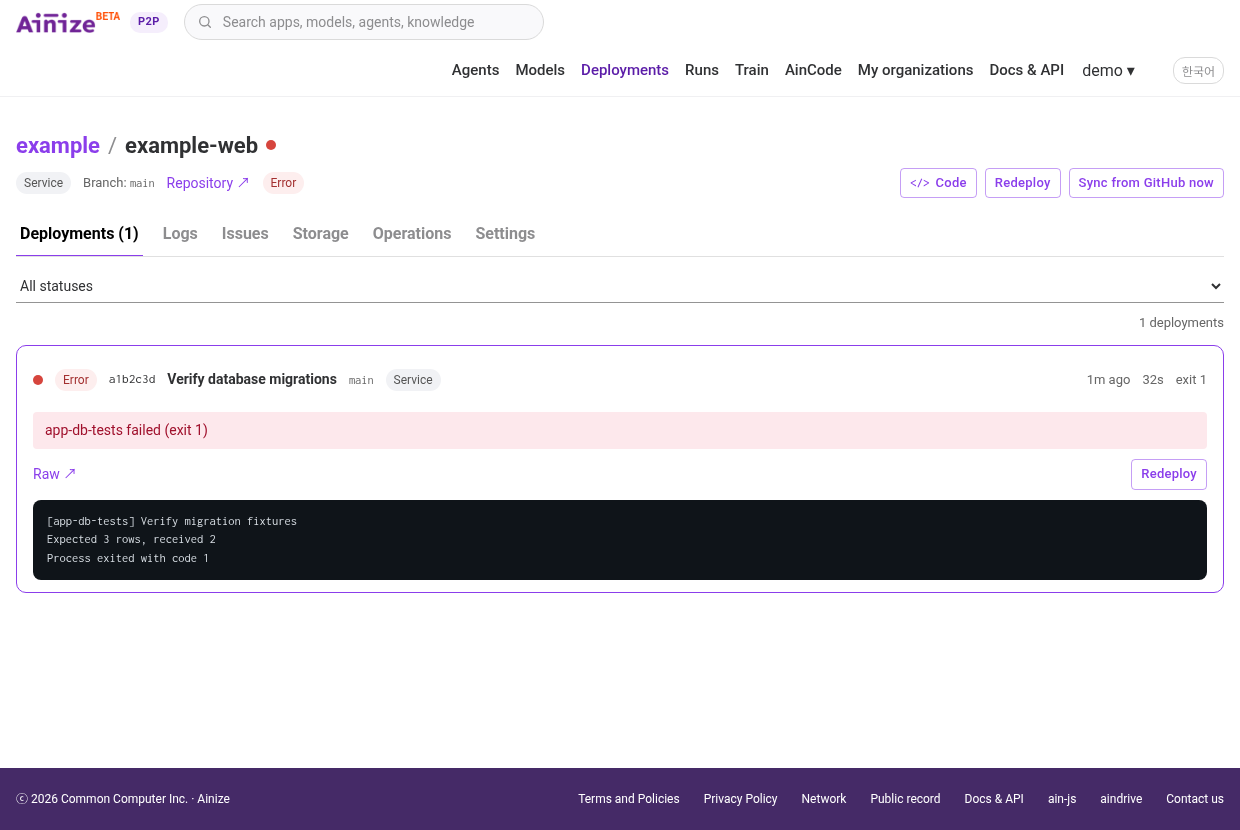 Ainize BETA P2P Search apps, models, agents, knowledge
Agents Models Deployments Runs Train AinCode My organizations Docs & API demo ▾ 한국어
example / example-web
Service Branch: main Repository ↗ Error </> Code Redeploy Sync from GitHub now
Deployments (1) Logs Issues Storage Operations Settings
All statuses
1 deployments
Error a1b2c3d Verify database migrations main Service 1m ago 32s exit 1
app-db-tests failed (exit 1)
Raw ↗ Redeploy
[app-db-tests] Verify migration fixtures
Expected 3 rows, received 2
Process exited with code 1
ⓒ 2026 Common Computer Inc. · Ainize Terms and Policies Privacy Policy Network Public record Docs & API ain-js aindrive Contact us